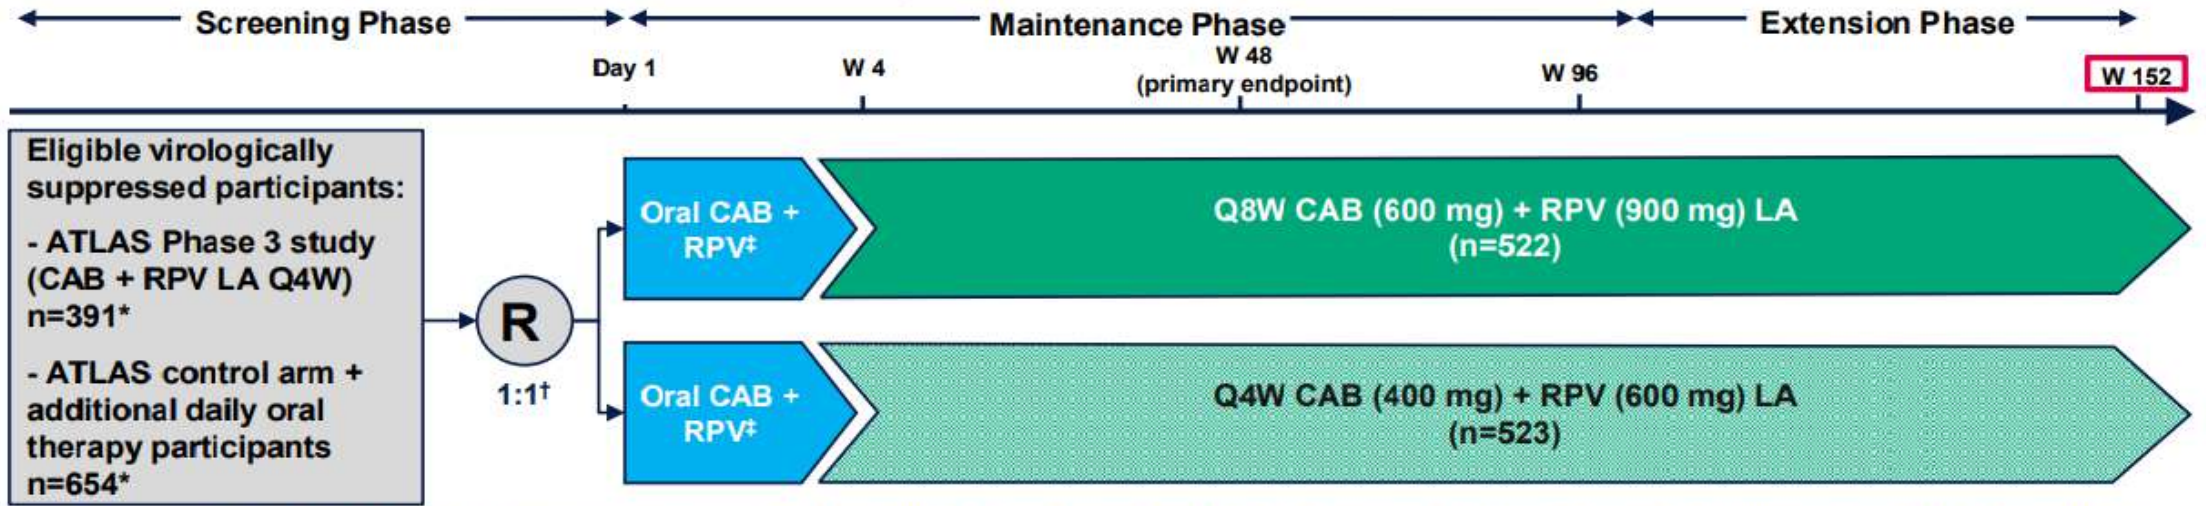 Screening Phase
Maintenance Phase
Extension Phase
Day 1
W 4
W 48
(primary endpoint)
W 96
W 152
Eligible virologically
suppressed participants:
- ATLAS Phase 3 study
(CAB + RPV LA Q4W)
n=391*
- ATLAS control arm +
additional daily oral
therapy participants
n=654*
R
1:1†
Oral CAB +
RPV‡
Q8W CAB (600 mg) + RPV (900 mg) LA
(n=522)
Oral CAB +
RPV‡
Q4W CAB (400 mg) + RPV (600 mg) LA
(n=523)